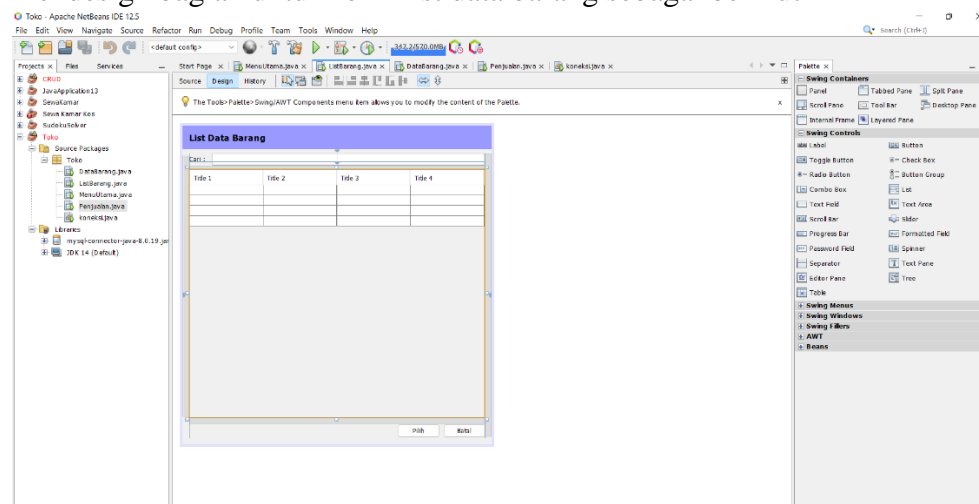 Toko - Apache NetBeans IDE 12.5
File Edit View Navigate Source Refactor Run Debug Profile Team Tools Window Help
Search (Ctrl+I)
<default config>
347.2/570.0MB
Projects x Files Services
Start Page x MenuUtama.java x ListBarang.java x DataBarang.java x Penjualan.java x koneksi.java x
Palette x
Source Design History
The Tools>Palette>Swing/AWT Components menu item allows you to modify the content of the Palette. x
CRUD
JavaApplication13
SewaKamar
Sewa Kamar Kos
SudokuSolver
Toko
Source Packages
Toko
DataBarang.java
ListBarang.java
MenuUtama.java
Penjualan.java
koneksi.java
Libraries
mysql-connector-java-8.0.19.jar
JDK 14 (Default)
List Data Barang
Cari :
Title 1 Title 2 Title 3 Title 4
Pilih Batal
Swing Containers
Panel Tabbed Pane Split Pane
Scroll Pane Tool Bar Desktop Pane
Internal Frame Layered Pane
Swing Controls
Label Button
Toggle Button Check Box
Radio Button Button Group
Combo Box List
Text Field Text Area
Scroll Bar Slider
Progress Bar Formatted Field
Password Field Spinner
Separator Text Pane
Editor Pane Tree
Table
Swing Menus
Swing Windows
Swing Fillers
AWT
Beans